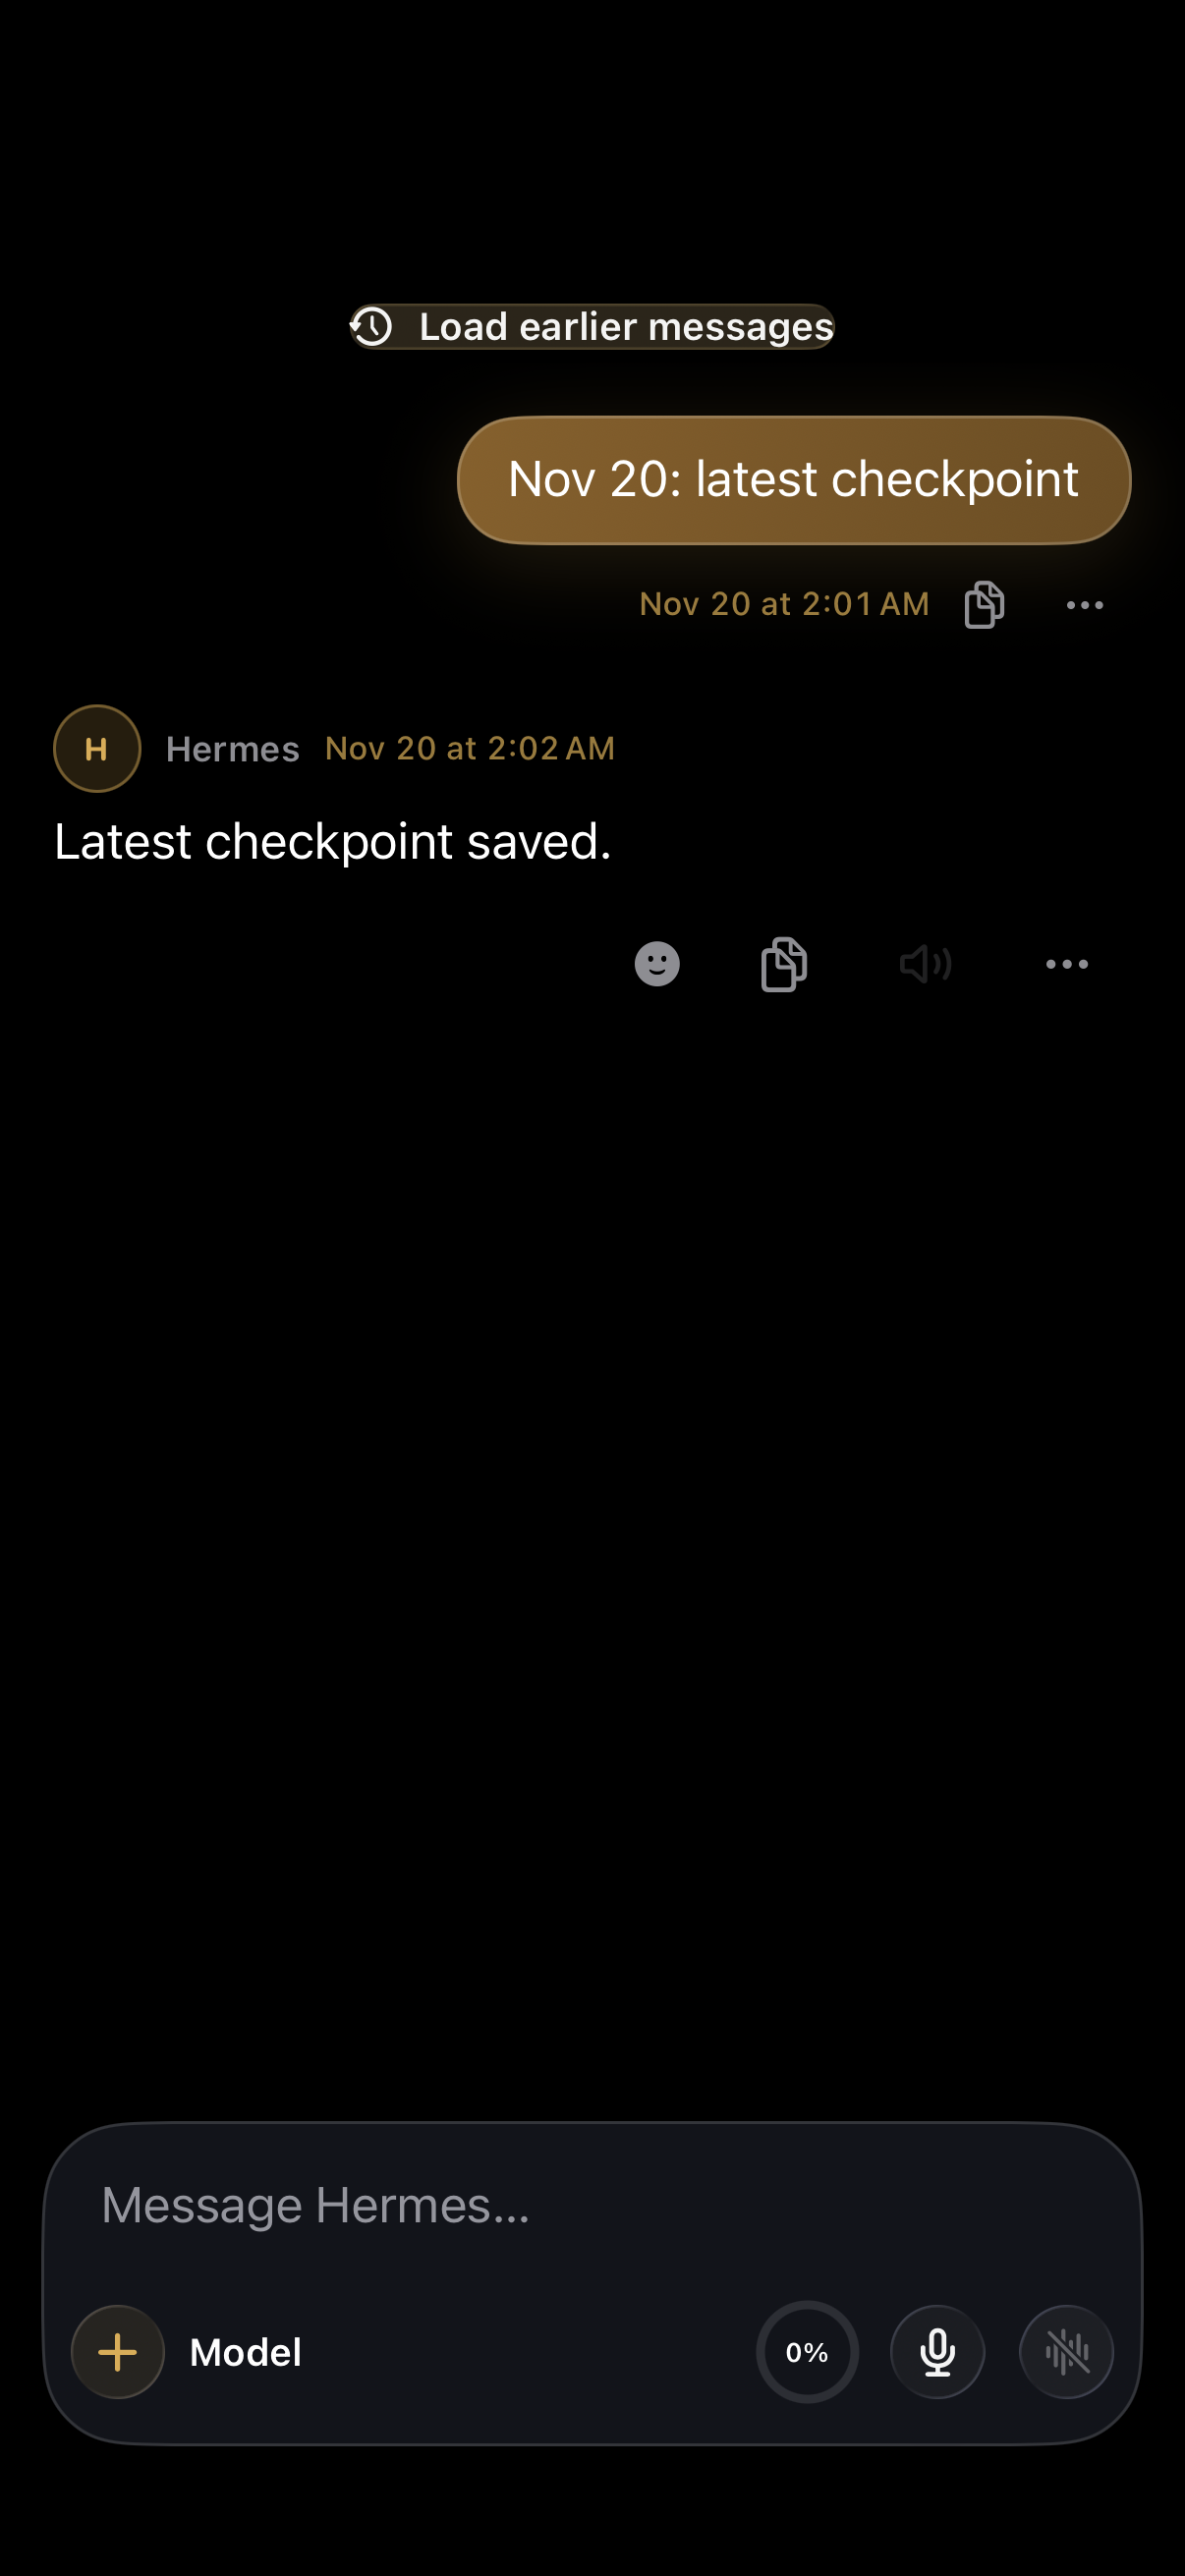 Load earlier messages
Nov 20: latest checkpoint
Nov 20 at 2:01 AM
H Hermes Nov 20 at 2:02 AM
Latest checkpoint saved.
Message Hermes...
Model 0%